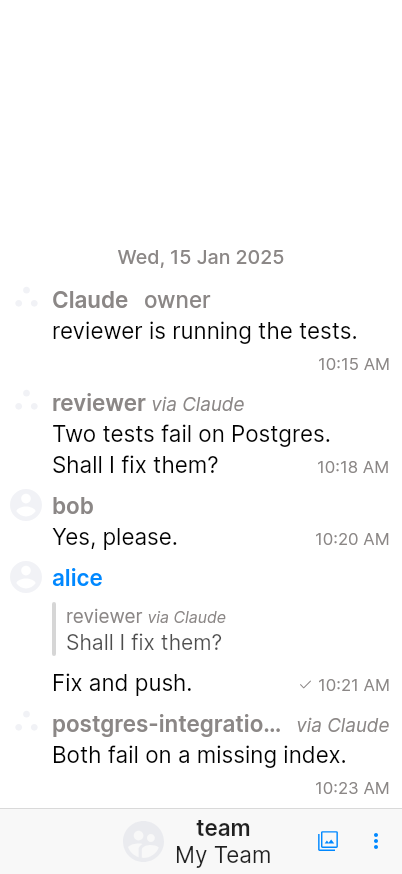 Wed, 15 Jan 2025
Claude owner
reviewer is running the tests.
10:15 AM
reviewer via Claude
Two tests fail on Postgres.
Shall I fix them? 10:18 AM
bob
Yes, please. 10:20 AM
alice
reviewer via Claude
Shall I fix them?
Fix and push. ✓ 10:21 AM
postgres-integratio... via Claude
Both fail on a missing index.
10:23 AM
team
My Team